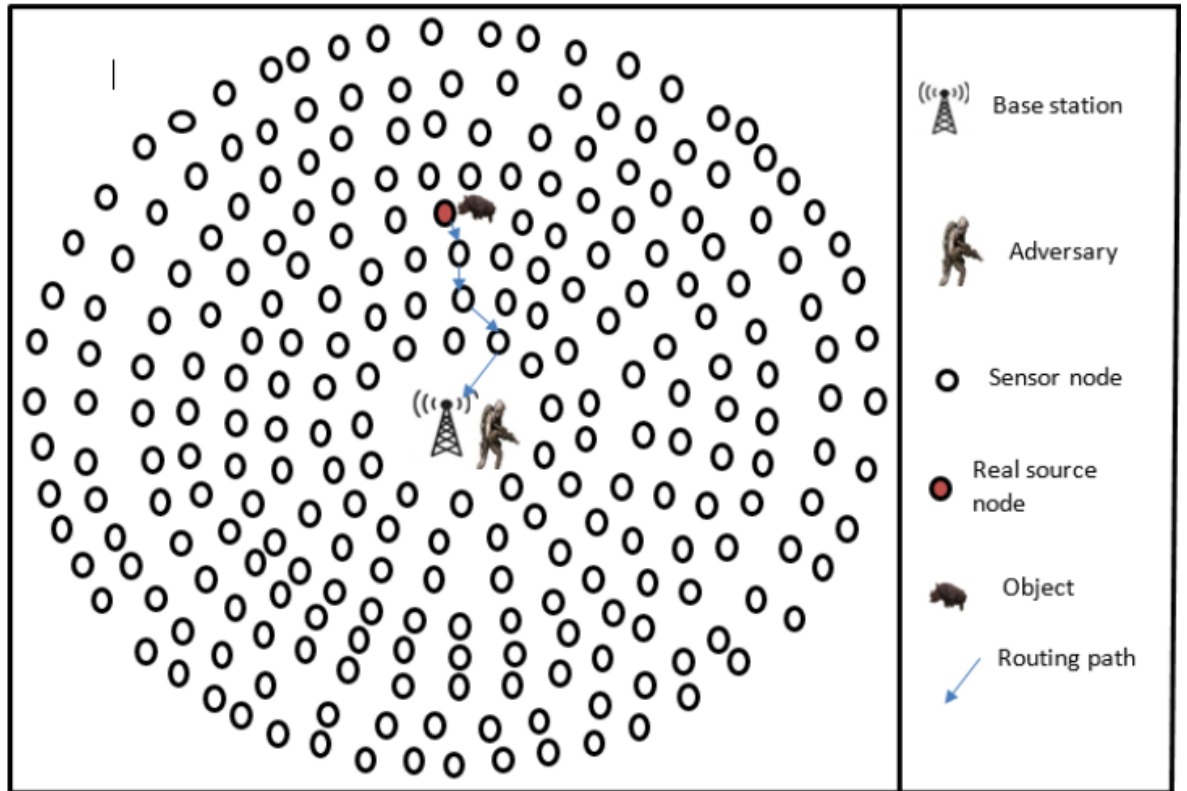 Base station
Adversary
Sensor node
Real source
node
Object
Routing path